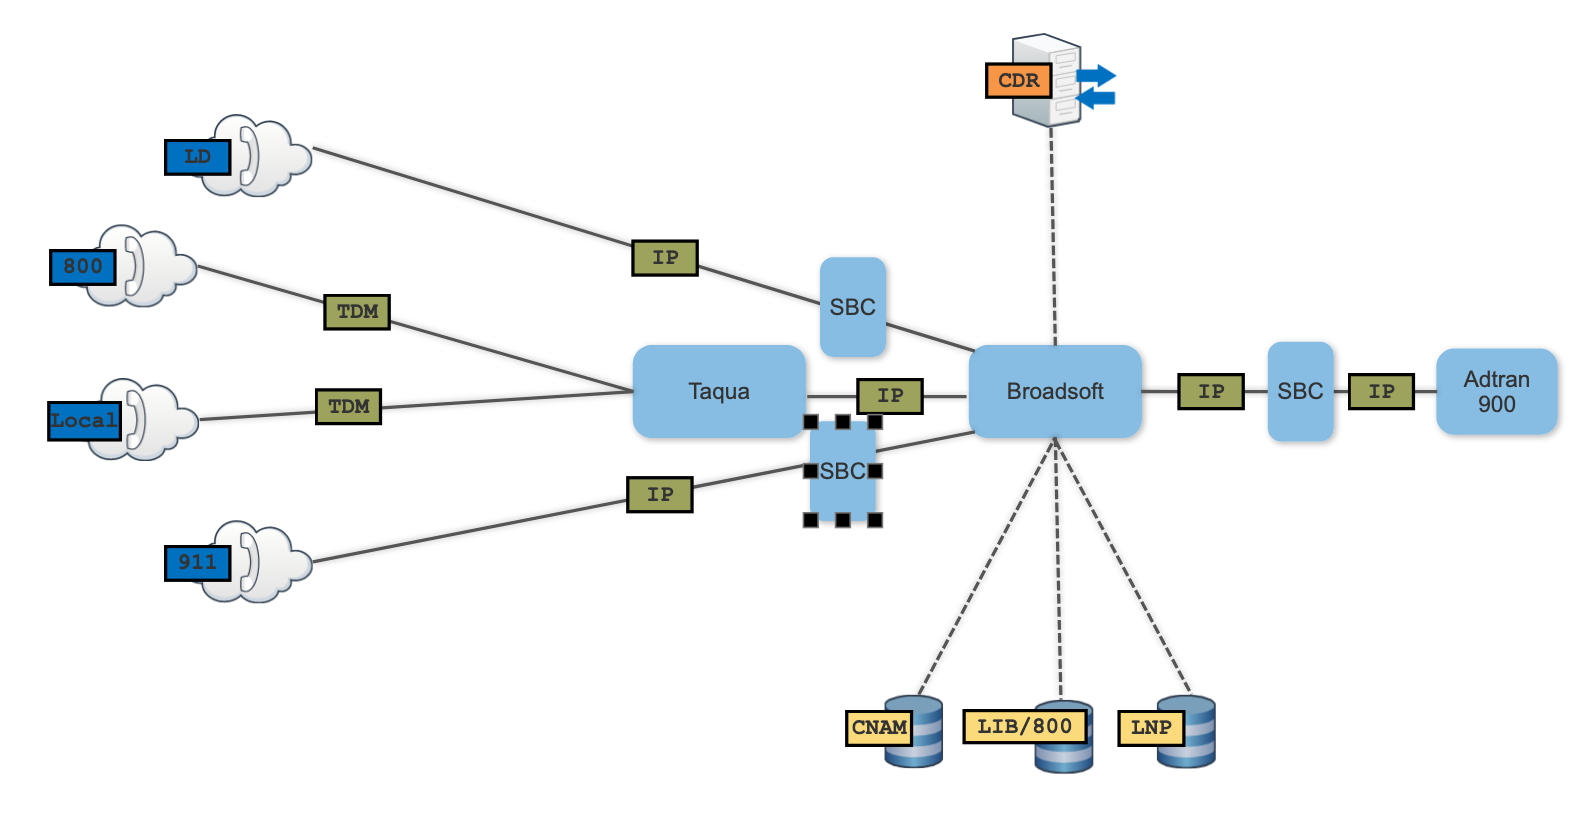 CDR
LD
IP
800
SBC
TDM
Taqua
IP
Broadsoft
IP
SBC
IP
Adtran
900
Local
TDM
SBC
IP
911
CNAM
LIB/800
LNP